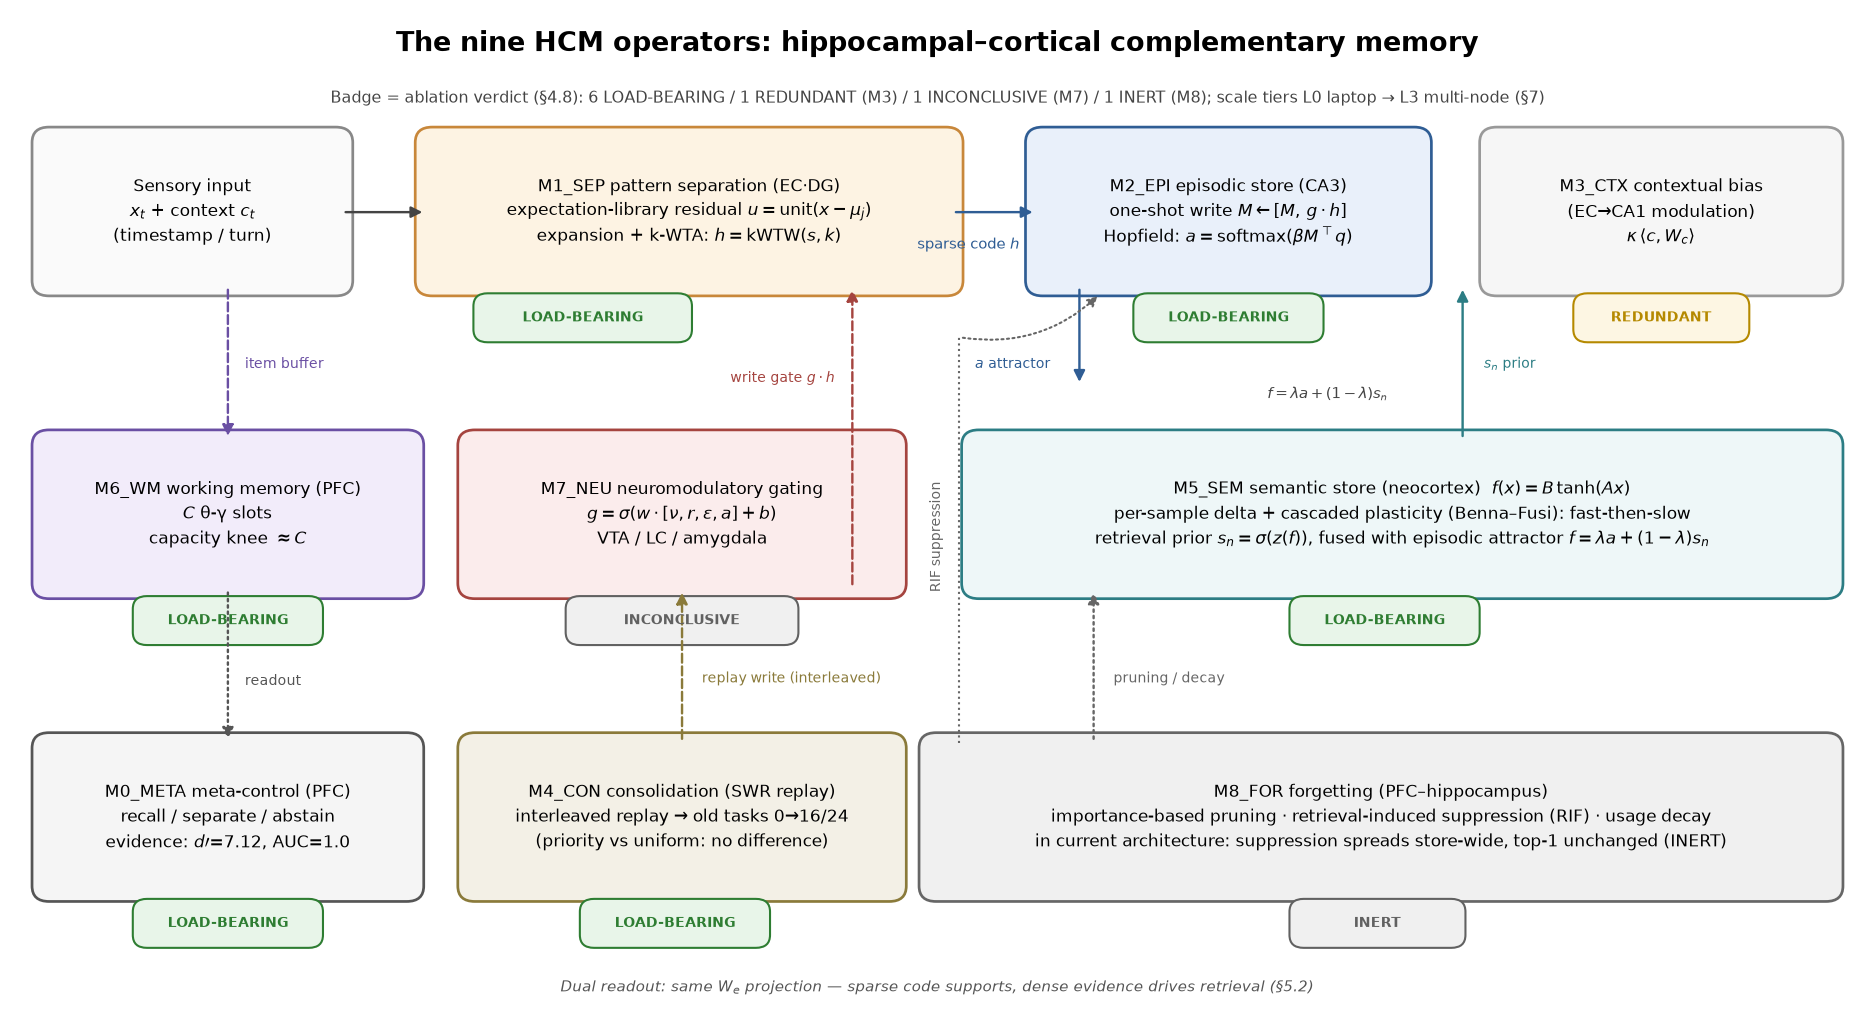 The nine HCM operators: hippocampal–cortical complementary memory
Badge = ablation verdict (§4.8): 6 LOAD-BEARING / 1 REDUNDANT (M3) / 1 INCONCLUSIVE (M7) / 1 INERT (M8); scale tiers L0 laptop → L3 multi-node (§7)
Sensory input
xₜ + context cₜ
(timestamp / turn)
M1_SEP pattern separation (EC·DG)
expectation-library residual u = unit(x − μⱼ)
expansion + k-WTA: h = kWTW(s, k)
sparse code h
M2_EPI episodic store (CA3)
one-shot write M ← [M, g · h]
Hopfield: a = softmax(βM⊤q)
M3_CTX contextual bias
(EC→CA1 modulation)
κ⟨c, W_c⟩
LOAD-BEARING
LOAD-BEARING
REDUNDANT
item buffer
write gate g · h
a attractor
sₙ prior
f = λa + (1 − λ)sₙ
M6_WM working memory (PFC)
C θ-γ slots
capacity knee ≈ C
M7_NEU neuromodulatory gating
g = σ(w · [ν, r, ε, a] + b)
VTA / LC / amygdala
RIF suppression
M5_SEM semantic store (neocortex) f(x) = B tanh(Ax)
per-sample delta + cascaded plasticity (Benna–Fusi): fast-then-slow
retrieval prior sₙ = σ(z(f)), fused with episodic attractor f = λa + (1 − λ)sₙ
LOAD-BEARING
INCONCLUSIVE
LOAD-BEARING
readout
replay write (interleaved)
pruning / decay
M0_META meta-control (PFC)
recall / separate / abstain
evidence: d′=7.12, AUC=1.0
M4_CON consolidation (SWR replay)
interleaved replay → old tasks 0→16/24
(priority vs uniform: no difference)
M8_FOR forgetting (PFC–hippocampus)
importance-based pruning · retrieval-induced suppression (RIF) · usage decay
in current architecture: suppression spreads store-wide, top-1 unchanged (INERT)
LOAD-BEARING
LOAD-BEARING
INERT
Dual readout: same Wₑ projection — sparse code supports, dense evidence drives retrieval (§5.2)